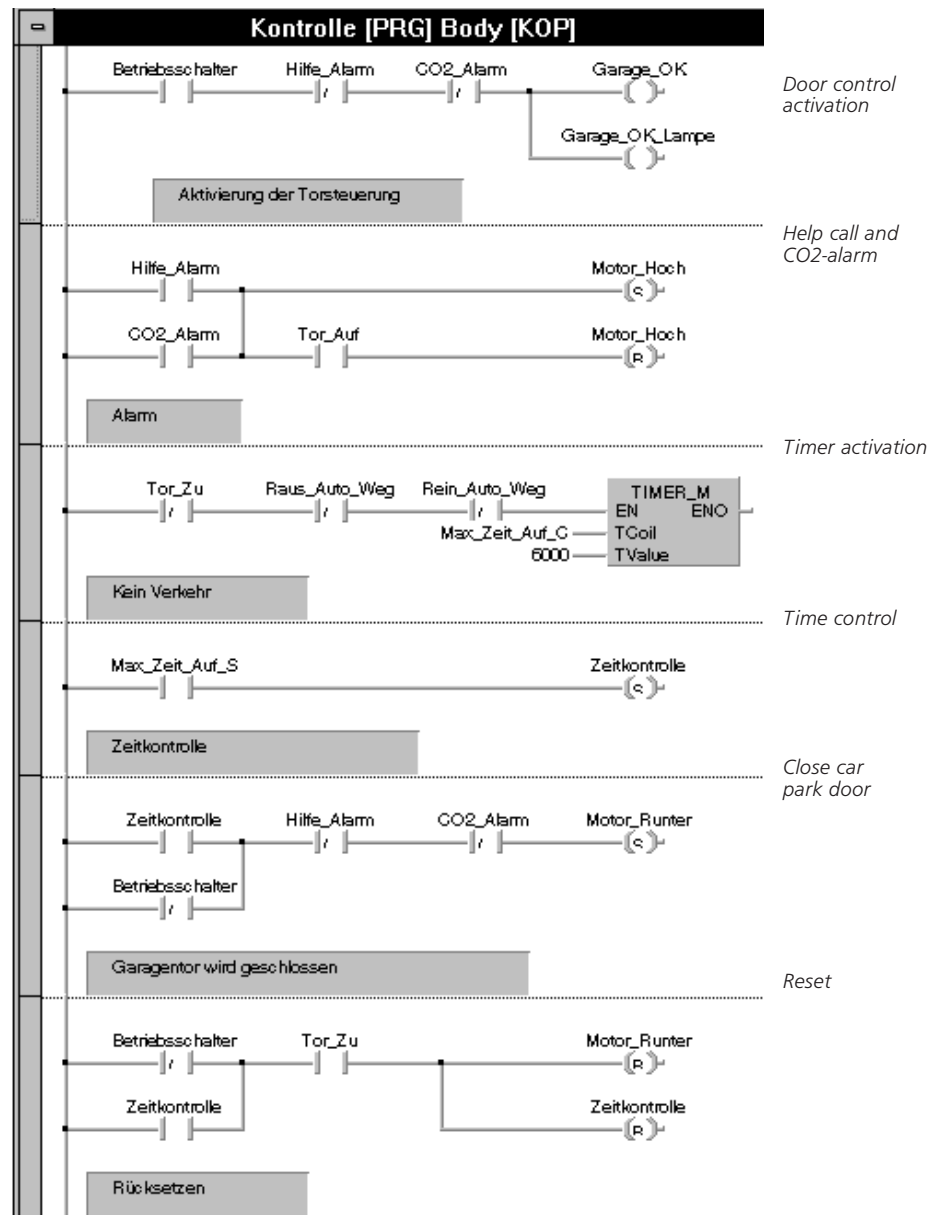 Kontrolle [PRG] Body [KOP]
Betriebsschalter Hilfe_Alarm CO2_Alarm Garage_OK
Door control
activation
Garage_OK_Lampe
Aktivierung der Torsteuerung
Help call and
CO2-alarm
Hilfe_Alarm Motor_Hoch
S
CO2_Alarm Tor_Auf Motor_Hoch
R
Alarm
Timer activation
Tor_Zu Raus_Auto_Weg Rein_Auto_Weg TIMER_M
EN ENO
Max_Zeit_Auf_C TCoil
6000 TValue
Kein Verkehr
Time control
Max_Zeit_Auf_S Zeitkontrolle
S
Zeitkontrolle
Close car
park door
Zeitkontrolle Hilfe_Alarm CO2_Alarm Motor_Runter
S
Betriebsschalter
Garagentor wird geschlossen
Reset
Betriebsschalter Tor_Zu Motor_Runter
R
Zeitkontrolle Zeitkontrolle
R
Rücksetzen